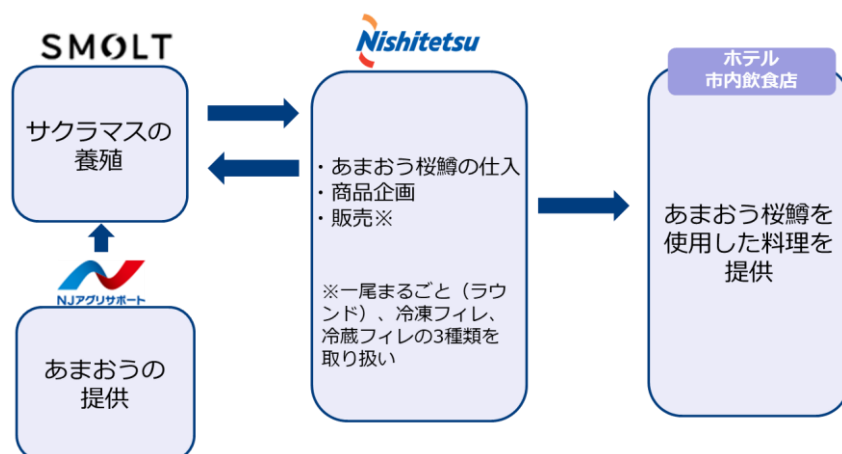 SMOLT
サクラマスの
養殖
NJアグリサポート
あまおうの
提供
Nishitetsu
・あまおう桜鱒の仕入
・商品企画
・販売※
※一尾まるごと（ラウ
ンド）、冷凍フィレ、
冷蔵フィレの3種類を
取り扱い
ホテル
市内飲食店
あまおう桜鱒を
使用した料理を
提供